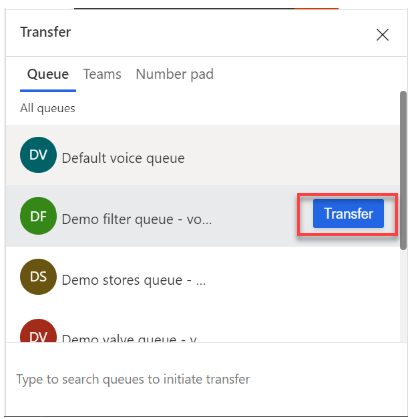 Transfer
Queue Teams Number pad
All queues
DV Default voice queue
DF Demo filter queue - vo... Transfer
DS Demo stores queue - ...
DV Demo valve queue - v
Type to search queues to initiate transfer